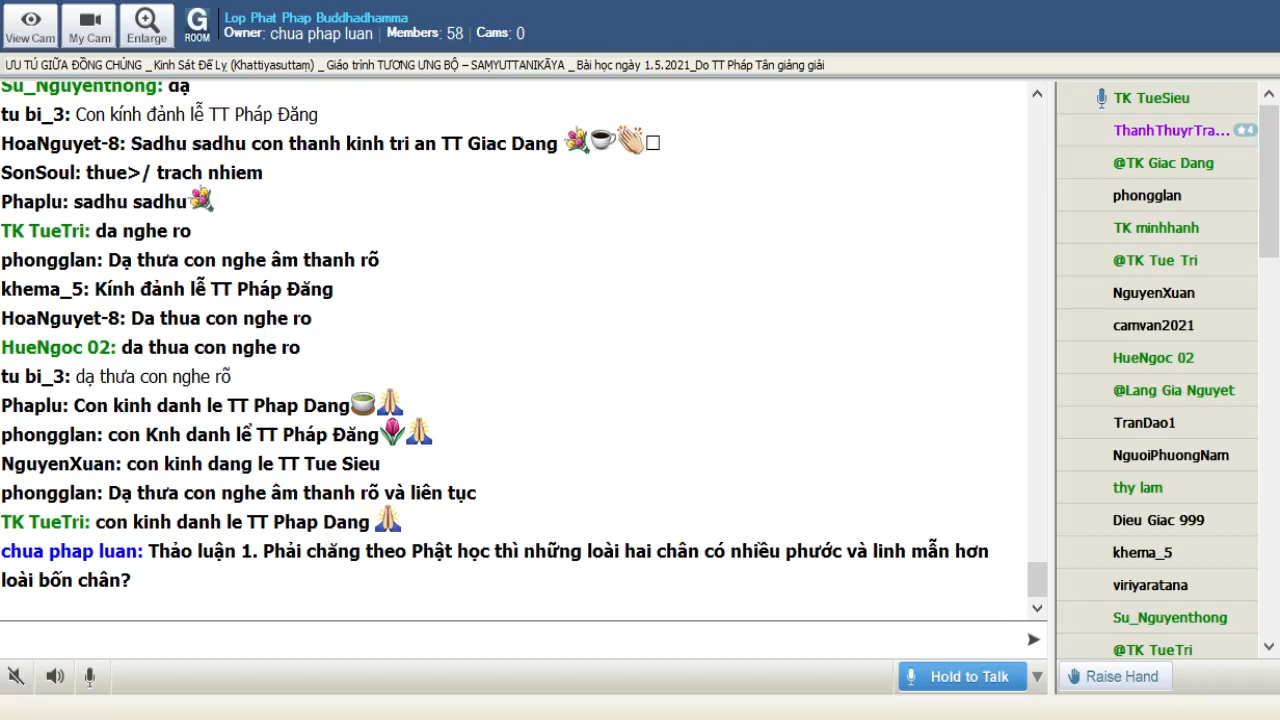 View Cam
My Cam
Enlarge
G
ROOM
Lop Phat Phap Buddhadhamma
Owner: chua phap luan | Members: 58 | Cams: 0
ƯU TÚ GIỮA ĐỒNG CHÚNG _Kinh Sát Đế Lỵ (Khattiyasuttaṃ) _Giáo trình TƯƠNG ƯNG BỘ – SAṂYUTTANIKĀYA _Bài học ngày 1.5.2021_Do TT Pháp Tân giảng giải
Su_Nguyenthong: dạ
tu bi_3: Con kính đảnh lễ TT Pháp Đăng
HoaNguyet-8: Sadhu sadhu con thanh kinh tri an TT Giac Dang
SonSoul: thue>/ trach nhiem
Phaplu: sadhu sadhu
TK TueTri: da nghe ro
phongglan: Dạ thưa con nghe âm thanh rõ
khema_5: Kính đảnh lễ TT Pháp Đăng
HoaNguyet-8: Da thua con nghe ro
HueNgoc 02: da thua con nghe ro
tu bi_3: dạ thưa con nghe rõ
Phaplu: Con kinh danh le TT Phap Dang
phongglan: con Knh danh lể TT Pháp Đăng
NguyenXuan: con kinh dang le TT Tue Sieu
phongglan: Dạ thưa con nghe âm thanh rõ và liên tục
TK TueTri: con kinh danh le TT Phap Dang
chua phap luan: Thảo luận 1. Phải chăng theo Phật học thì những loài hai chân có nhiều phước và linh mẫn hơn
loài bốn chân?
Hold to Talk
TK TueSieu
ThanhThuyrTra... 4
@TK Giac Dang
phongglan
TK minhhanh
@TK Tue Tri
NguyenXuan
camvan2021
HueNgoc 02
@Lang Gia Nguyet
TranDao1
NguoiPhuongNam
thy lam
Dieu Giac 999
khema_5
viriyaratana
Su_Nguyenthong
@TK TueTri
Raise Hand